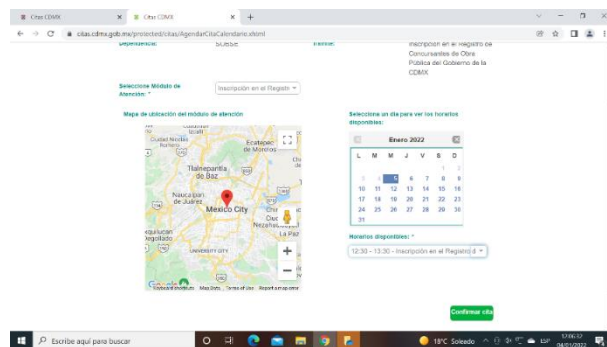 Citas CDMX
Citas CDMX
citas.cdmx.gob.mx/protected/citas/AgendarCitaCalendario.xhtml
Dependencia:
SOBSE
Trámite:
Inscripción en el Registro de
Concursantes de Obra
Pública del Gobierno de la
CDMX
Seleccione Módulo de
Atención: *
Inscripción en el Registr
Mapa de ubicación del módulo de atención
Ecatepec
de Morelos
Tlalnepantla
de Baz
Naucalpan
de Juárez
Mexico City
La Paz
UNIVERSITY CITY
Keyboard shortcuts Map Data Terms of Use Report a map error
Selecciona un día para ver los horarios
disponibles:
Enero 2022
L M M J V S D
1 2
3 4 5 6 7 8 9
10 11 12 13 14 15 16
17 18 19 20 21 22 23
24 25 26 27 28 29 30
31
Horarios disponibles: *
12:30 - 13:30 - Inscripción en el Registro d
Confirmar cita
Escribe aquí para buscar
18°C Soleado
ESP
12:06:32
04/01/2022